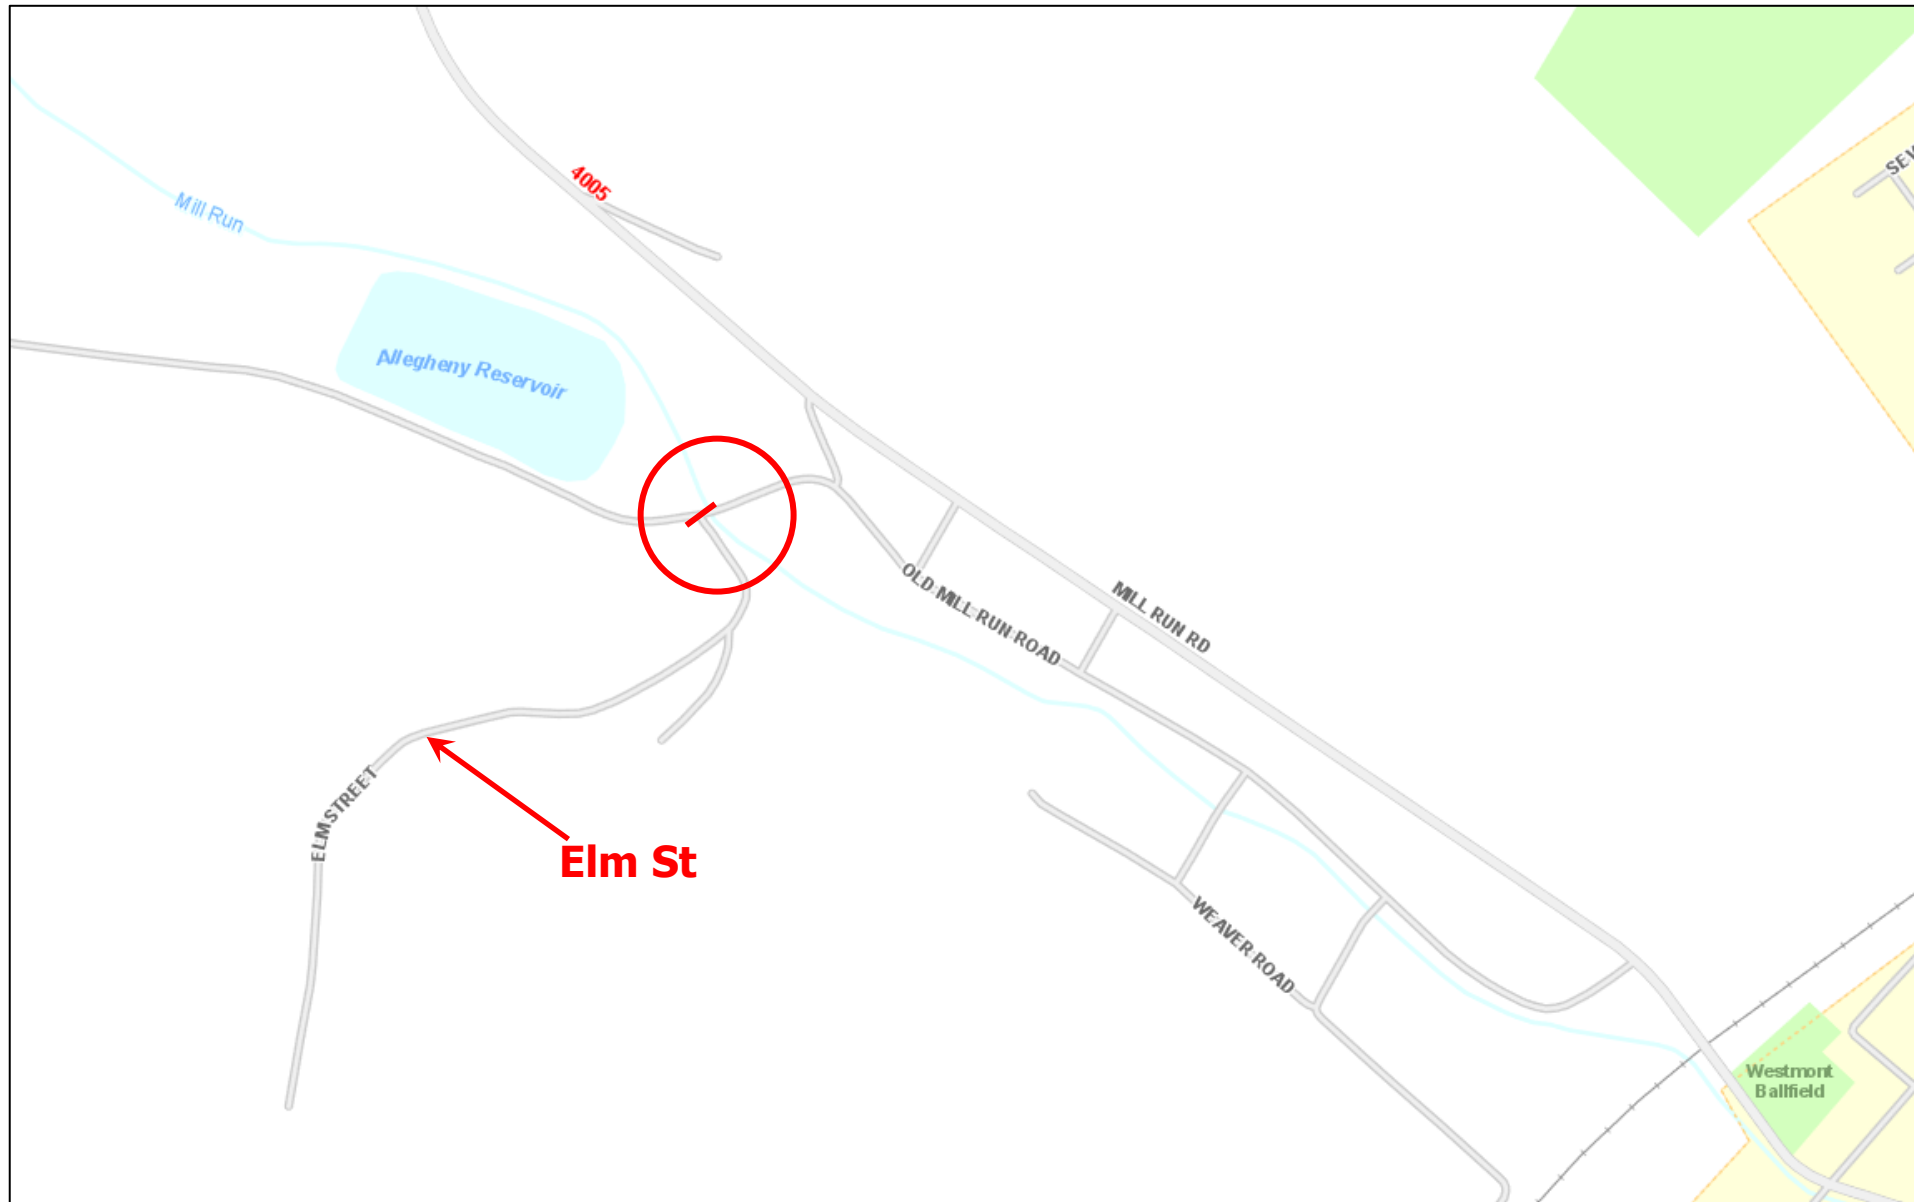 SEV
4005
Mill Run
Allegheny Reservoir
OLD MILL RUN ROAD
MILL RUN RD
ELM STREET
Elm St
WEAVER ROAD
Westmont
Ballfield